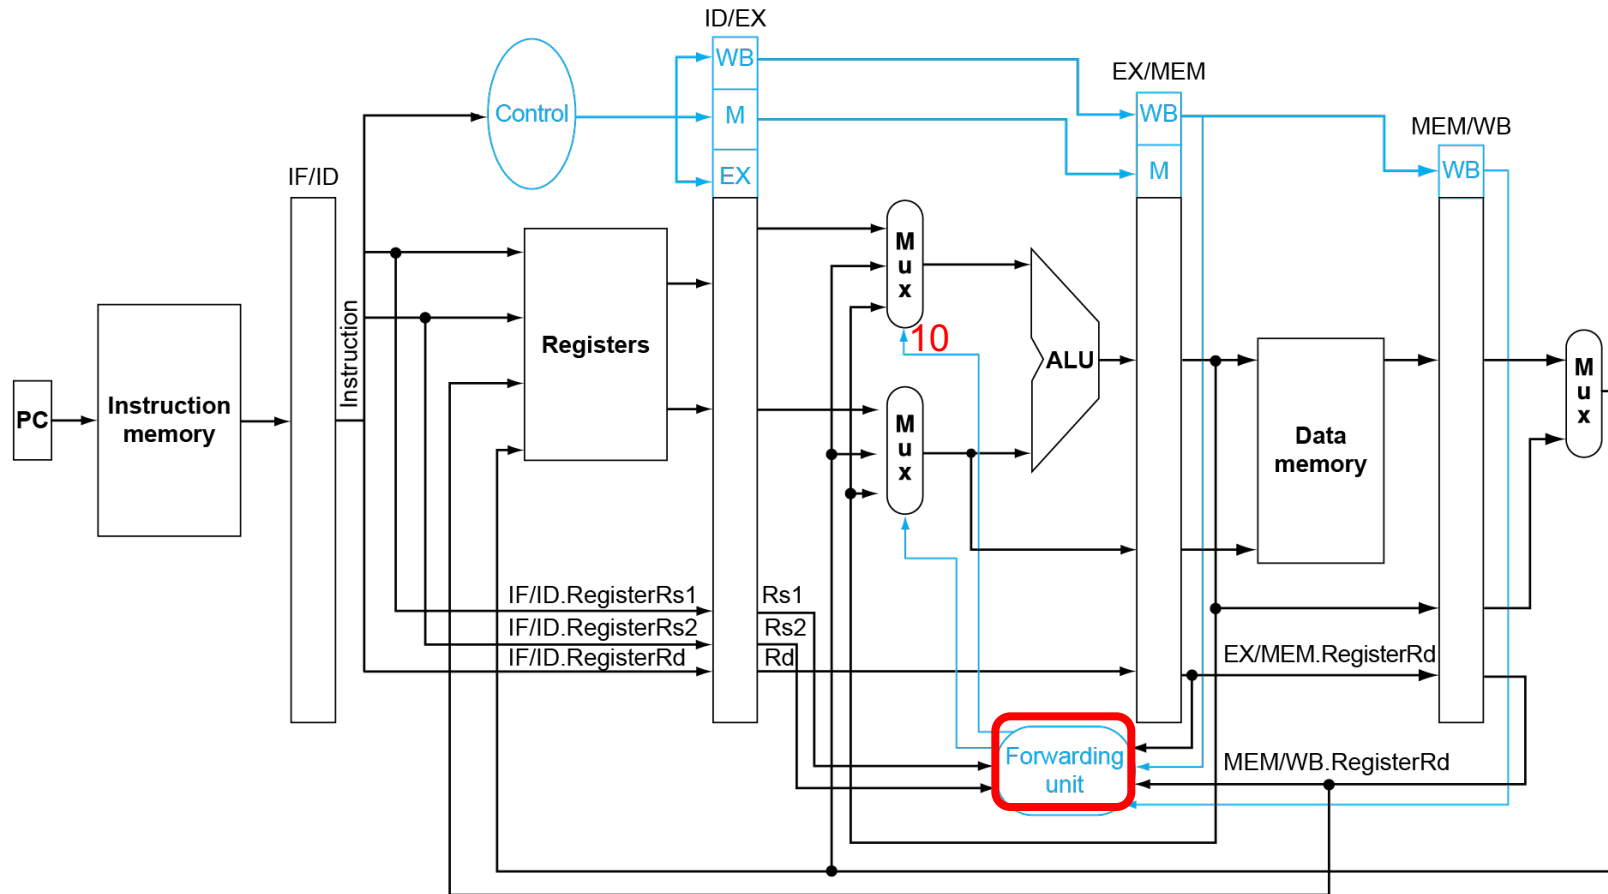 ID/EX
WB
EX/MEM
Control
M
WB
MEM/WB
IF/ID
EX
M
WB
M
u
x
Instruction
10
Registers
ALU
M
u
x
PC
Instruction
memory
M
u
x
Data
memory
IF/ID.RegisterRs1
Rs1
IF/ID.RegisterRs2
Rs2
IF/ID.RegisterRd
Rd
EX/MEM.RegisterRd
Forwarding
unit
MEM/WB.RegisterRd